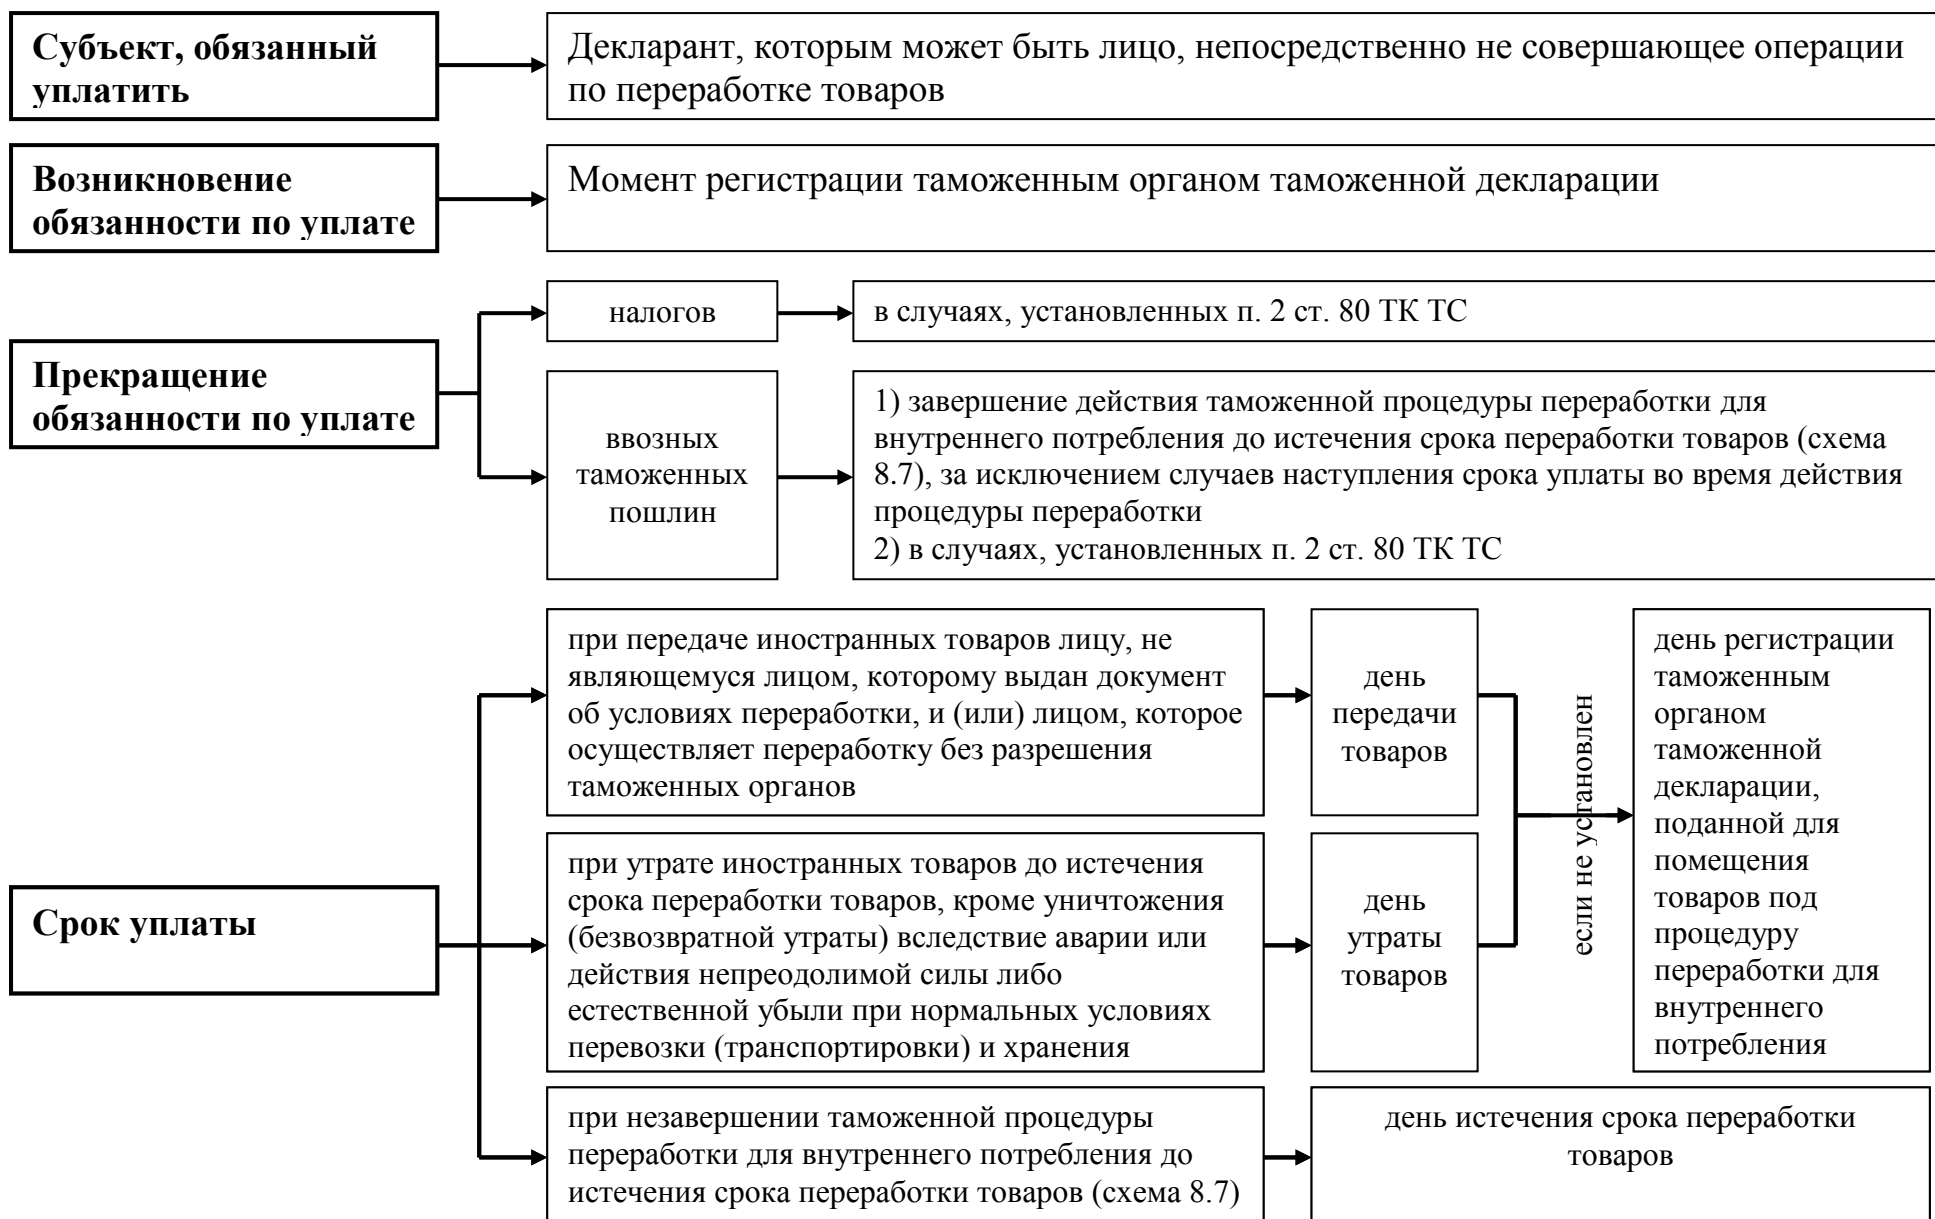 Субъект, обязанный
уплатить
Декларант, которым может быть лицо, непосредственно не совершающее операции
по переработке товаров
Возникновение
обязанности по уплате
Момент регистрации таможенным органом таможенной декларации
Прекращение
обязанности по уплате
налогов
в случаях, установленных п. 2 ст. 80 ТК ТС
ввозных
таможенных
пошлин
1) завершение действия таможенной процедуры переработки для
внутреннего потребления до истечения срока переработки товаров (схема
8.7), за исключением случаев наступления срока уплаты во время действия
процедуры переработки
2) в случаях, установленных п. 2 ст. 80 ТК ТС
Срок уплаты
при передаче иностранных товаров лицу, не
являющемуся лицом, которому выдан документ
об условиях переработки, и (или) лицом, которое
осуществляет переработку без разрешения
таможенных органов
день
передачи
товаров
при утрате иностранных товаров до истечения
срока переработки товаров, кроме уничтожения
(безвозвратной утраты) вследствие аварии или
действия непреодолимой силы либо
естественной убыли при нормальных условиях
перевозки (транспортировки) и хранения
день
утраты
товаров
если не установлен
день регистрации
таможенным
органом
таможенной
декларации,
поданной для
помещения
товаров под
процедуру
переработки для
внутреннего
потребления
при незавершении таможенной процедуры
переработки для внутреннего потребления до
истечения срока переработки товаров (схема 8.7)
день истечения срока переработки
товаров